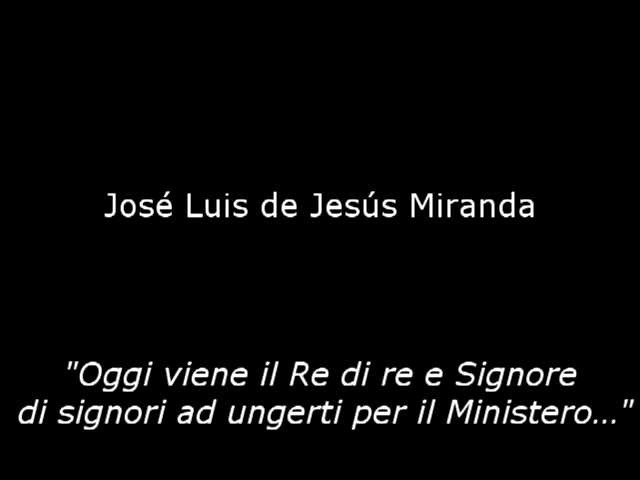 José Luis de Jesús Miranda
"Oggi viene il Re di re e Signore
di signori ad ungerti per il Ministero..."